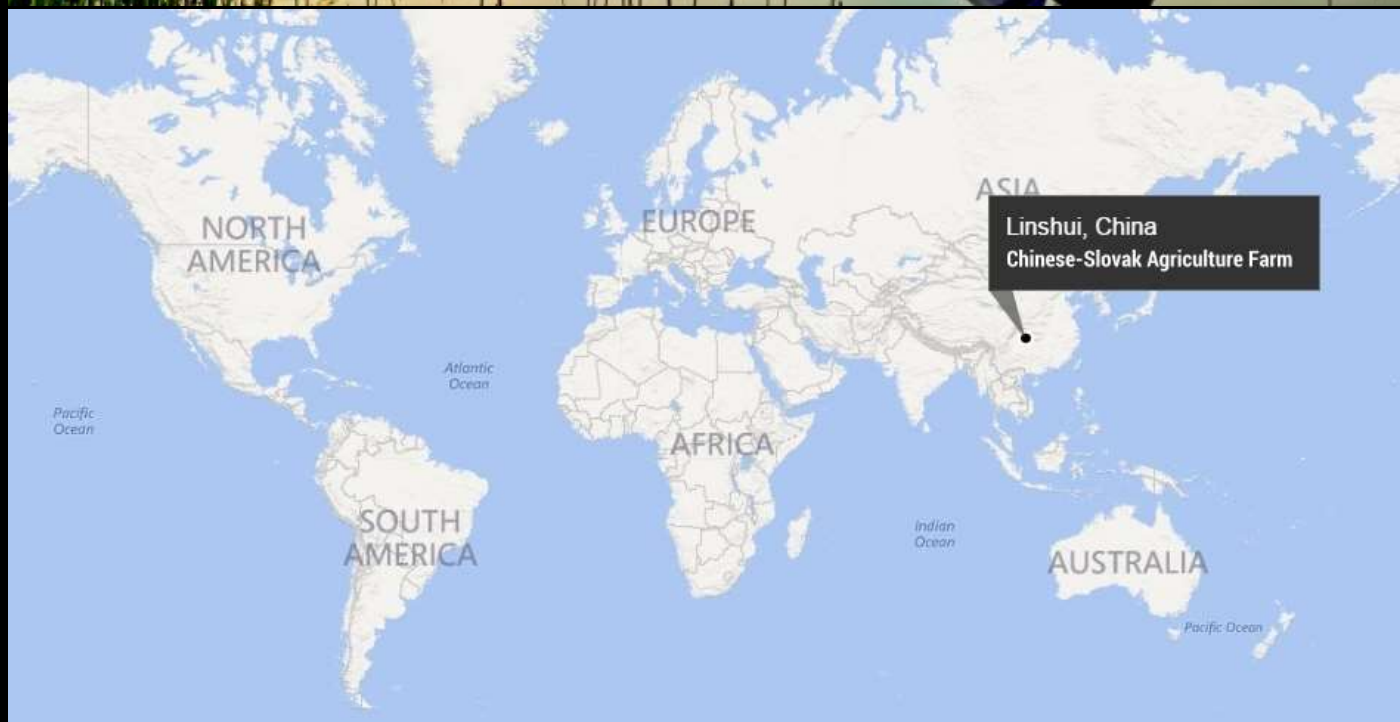 ASIA
Linshui, China
Chinese-Slovak Agriculture Farm
NORTH
AMERICA
EUROPE
Atlantic
Ocean
Pacific
Ocean
AFRICA
SOUTH
AMERICA
Indian
Ocean
AUSTRALIA
Pacific Ocean